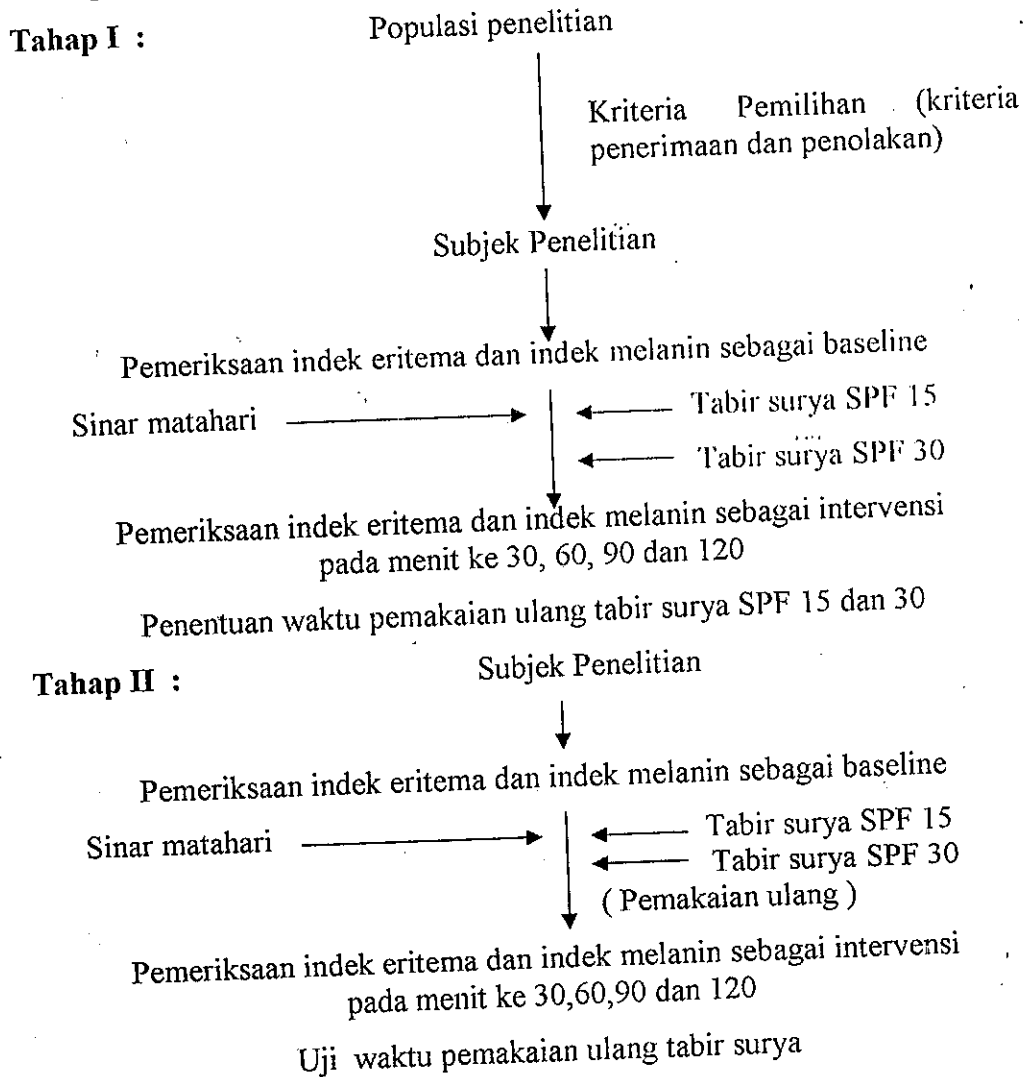 Tahap I :
Populasi penelitian
Kriteria Pemilihan (kriteria
penerimaan dan penolakan)
Subjek Penelitian
Pemeriksaan indek eritema dan indek melanin sebagai baseline
Sinar matahari
Tabir surya SPF 15
Tabir surya SPF 30
Pemeriksaan indek eritema dan indek melanin sebagai intervensi
pada menit ke 30, 60, 90 dan 120
Penentuan waktu pemakaian ulang tabir surya SPF 15 dan 30
Tahap II :
Subjek Penelitian
Pemeriksaan indek eritema dan indek melanin sebagai baseline
Sinar matahari
Tabir surya SPF 15
Tabir surya SPF 30
( Pemakaian ulang )
Pemeriksaan indek eritema dan indek melanin sebagai intervensi
pada menit ke 30,60,90 dan 120
Uji waktu pemakaian ulang tabir surya